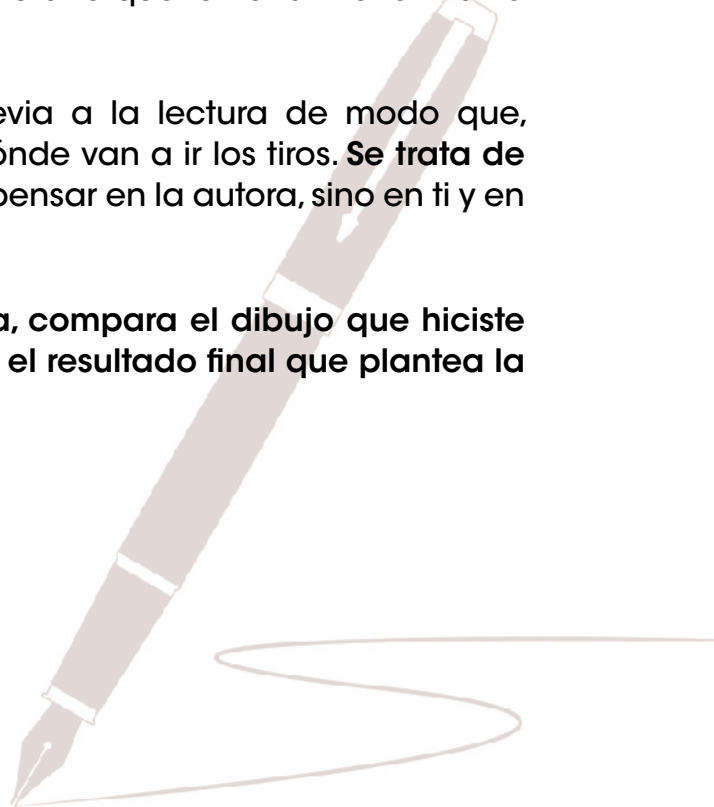 evia a la lectura de modo que,
ónde van a ir los tiros. Se trata de
pensar en la autora, sino en ti y en
a, compara el dibujo que hiciste
el resultado final que plantea la